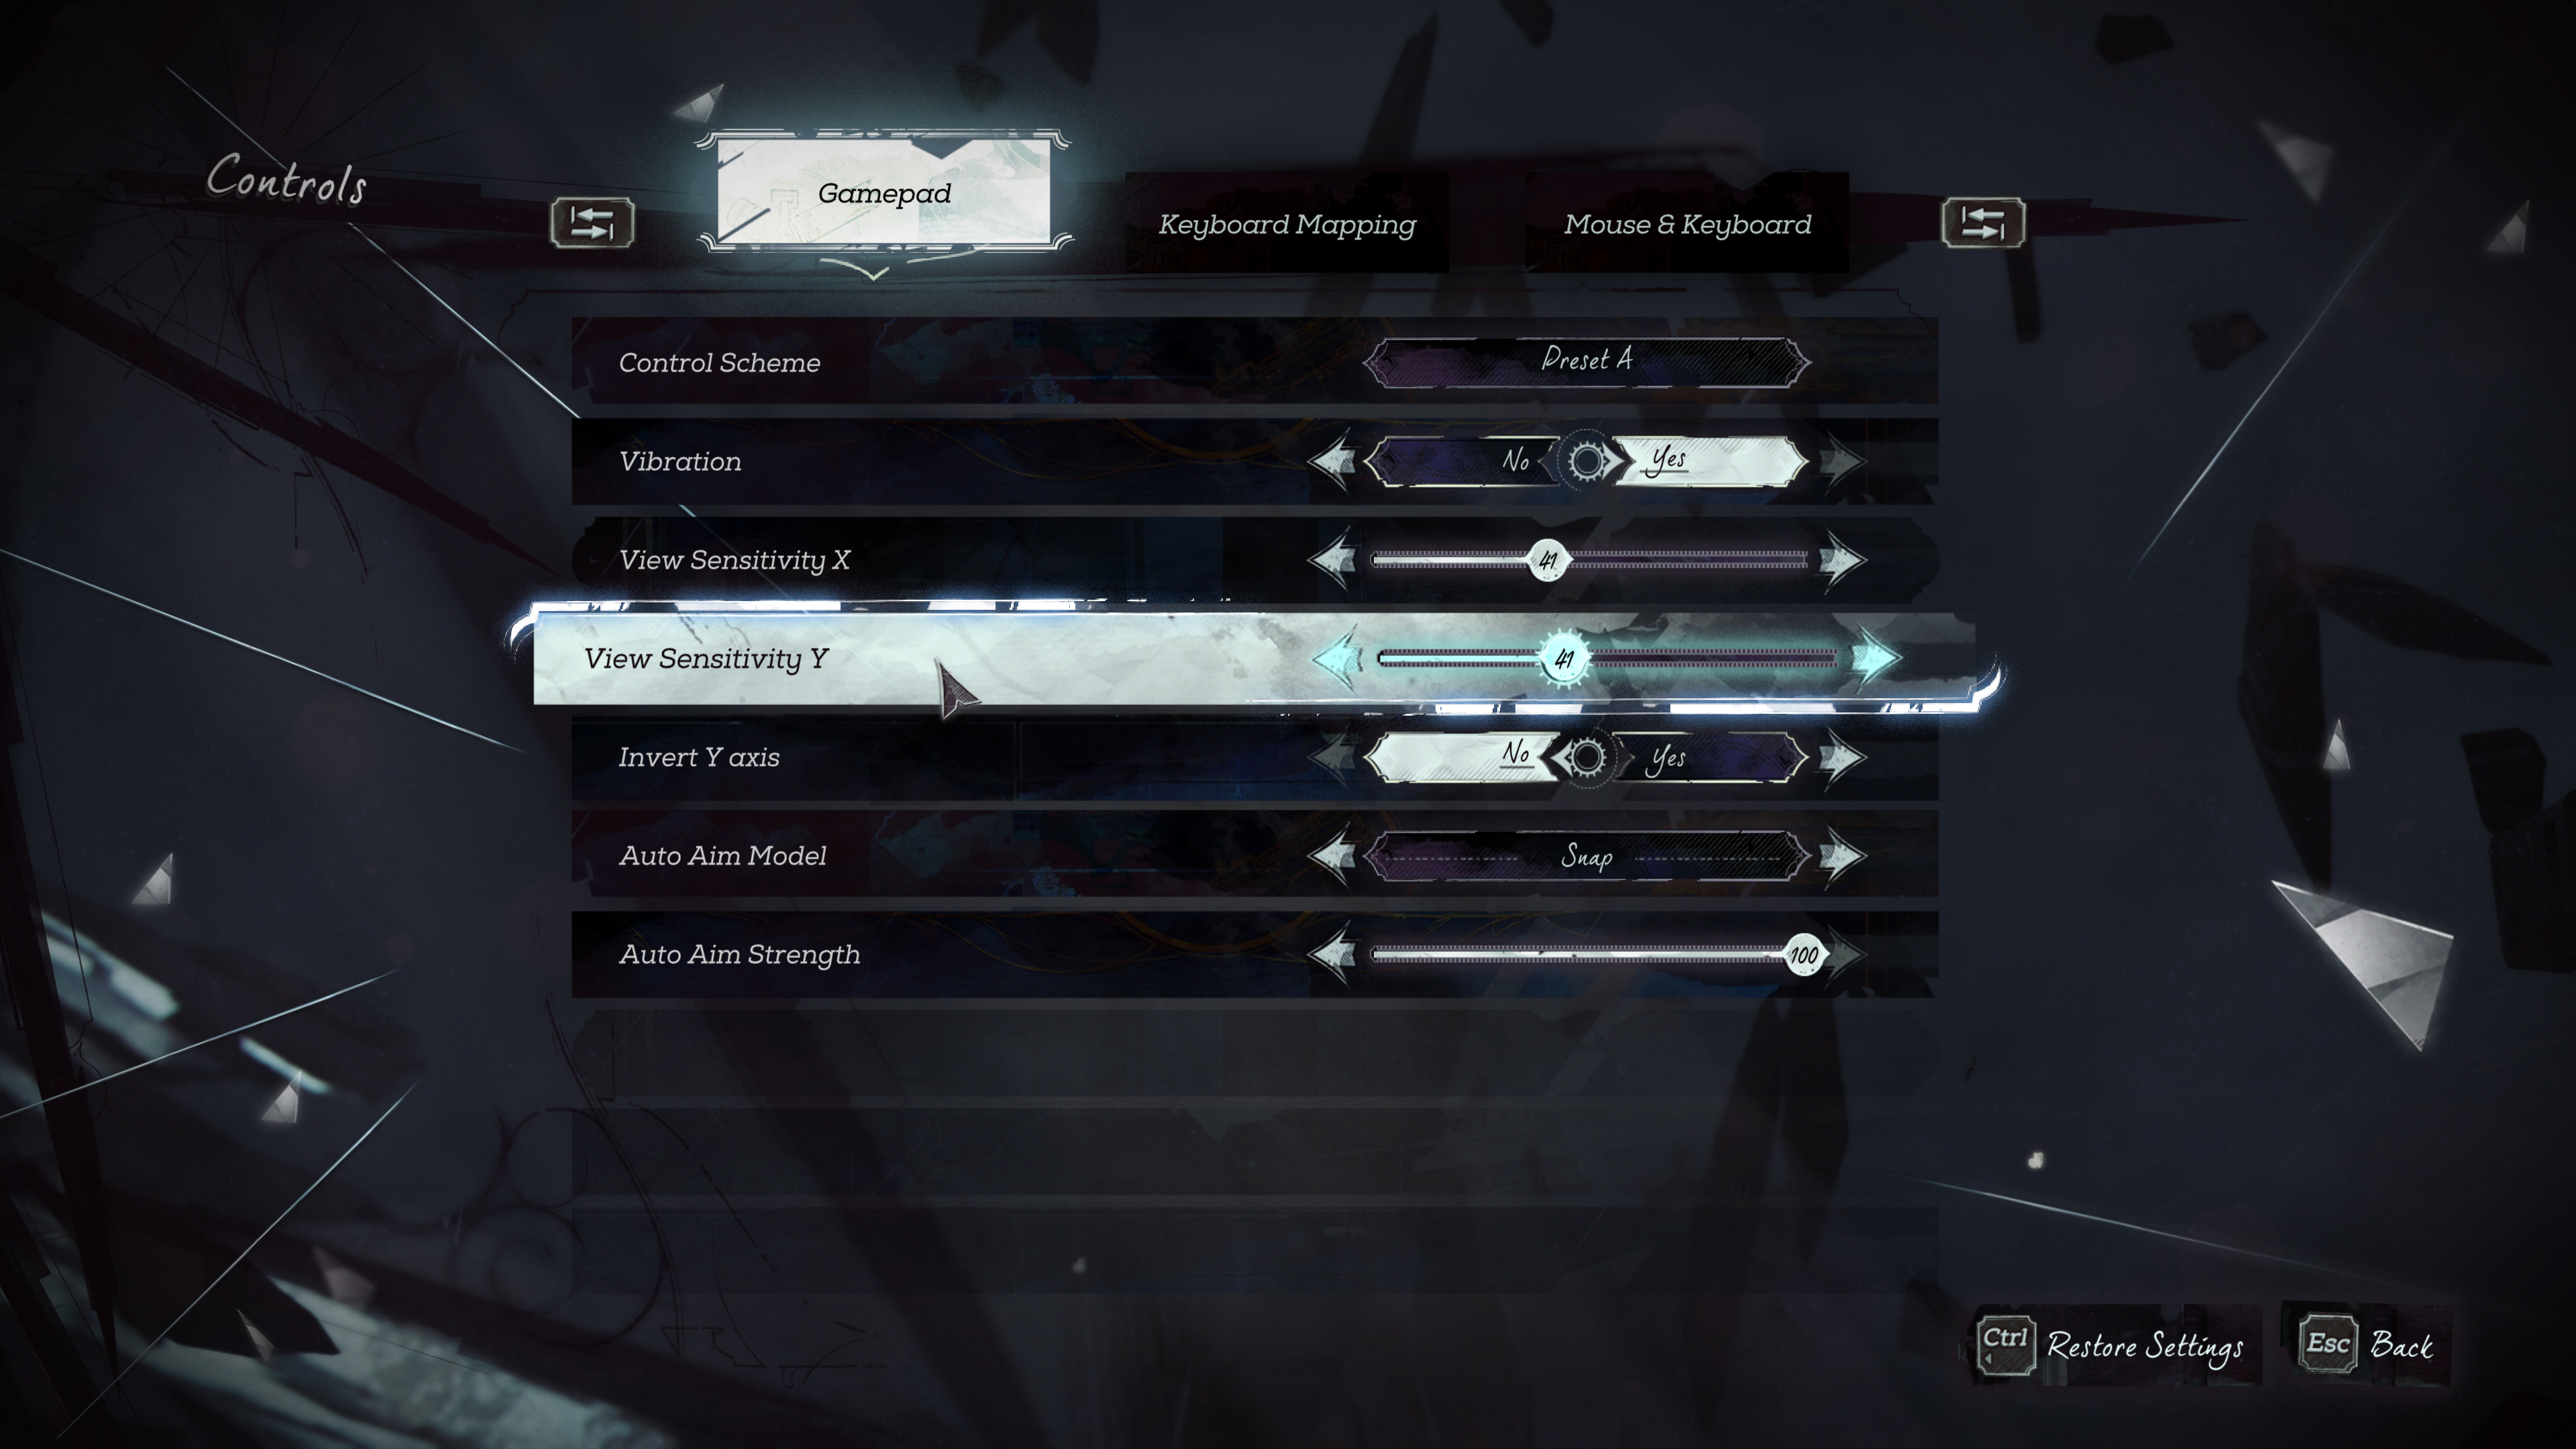 Controls
Gamepad
Keyboard Mapping
Mouse & Keyboard
Control Scheme
Preset A
Vibration
No
Yes
View Sensitivity X
41
View Sensitivity Y
41
Invert Y axis
No
Yes
Auto Aim Model
Snap
Auto Aim Strength
100
Ctrl
Restore Settings
Esc
Back